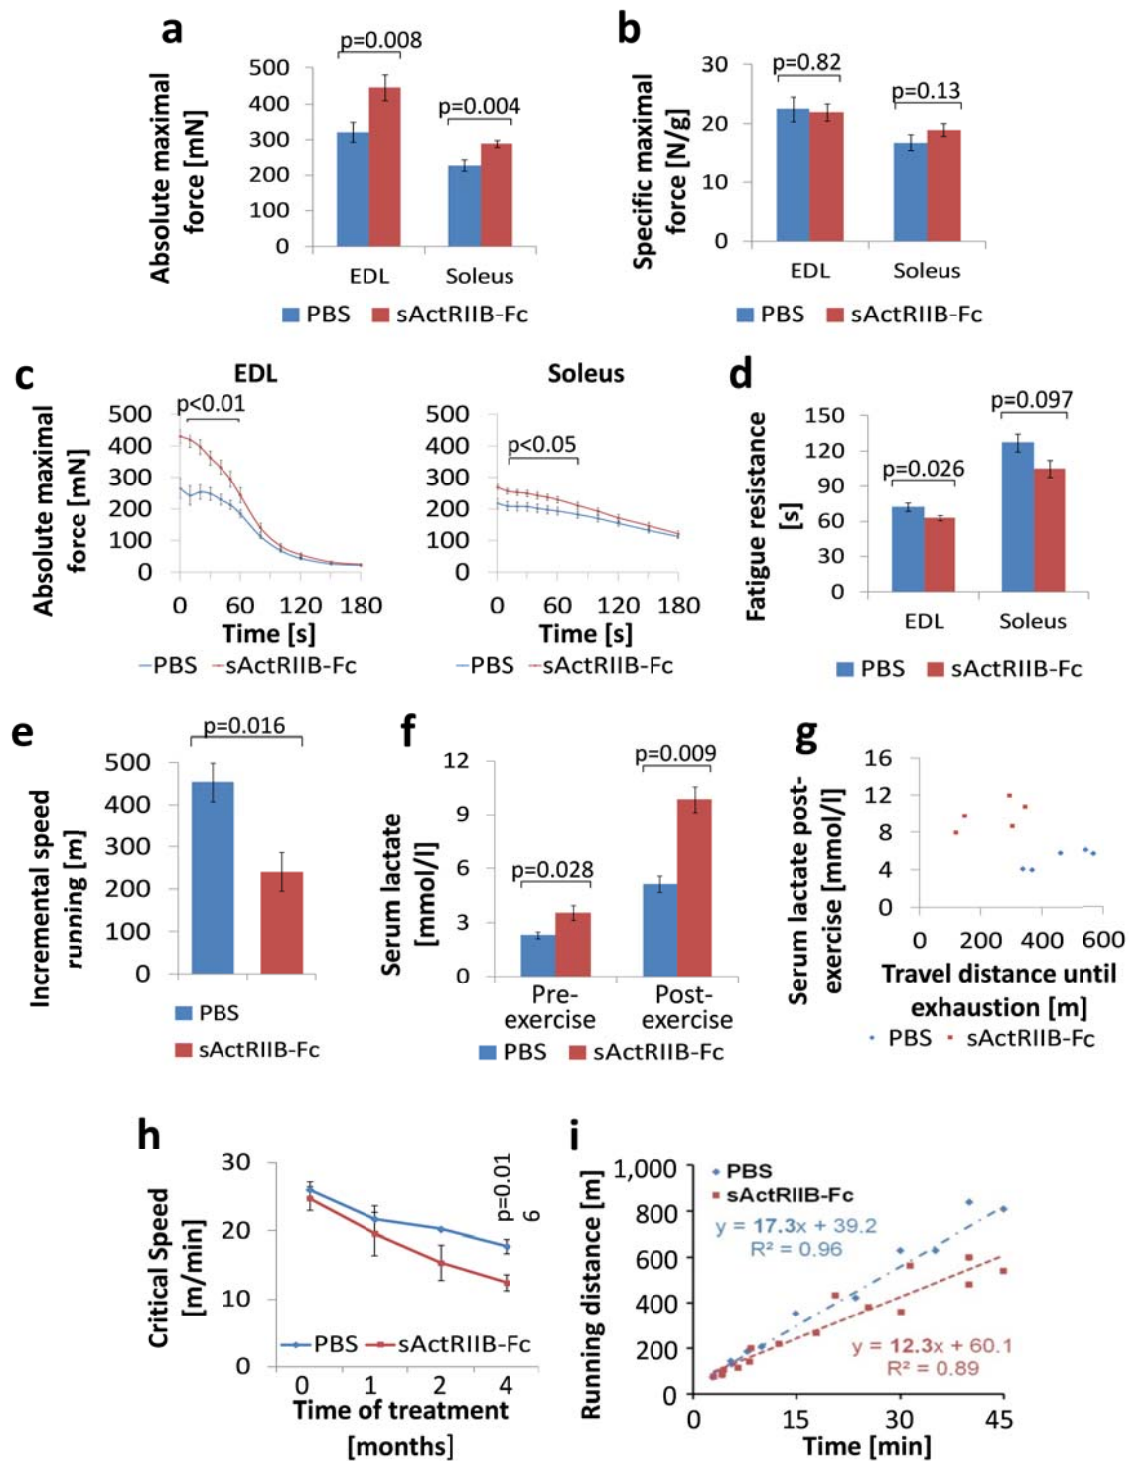 a
p=0.008
p=0.004
Absolute maximal
force [mN]
500
400
300
200
100
0
EDL
Soleus
PBS
sActRIIB-Fc
b
p=0.82
p=0.13
Specific maximal
force [N/g]
30
20
10
0
EDL
Soleus
PBS
sActRIIB-Fc
c
EDL
p<0.01
Absolute maximal
force [mN]
500
400
300
200
100
0
0 60 120 180
Time [s]
PBS
sActRIIB-Fc
Soleus
p<0.05
500
400
300
200
100
0
0 60 120 180
Time [s]
PBS
sActRIIB-Fc
d
p=0.097
p=0.026
Fatigue resistance
[s]
150
120
90
60
30
0
EDL
Soleus
PBS
sActRIIB-Fc
e
p=0.016
Incremental speed
running [m]
500
400
300
200
100
0
PBS
sActRIIB-Fc
f
p=0.009
p=0.028
Serum lactate
[mmol/l]
12
9
6
3
0
Pre-
exercise
Post-
exercise
PBS
sActRIIB-Fc
g
Serum lactate post-
exercise [mmol/l]
16
12
8
4
0
0 200 400 600
Travel distance until
exhaustion [m]
PBS
sActRIIB-Fc
h
Critical Speed
[m/min]
30
20
10
0
p=0.01
6
PBS
sActRIIB-Fc
0 1 2 4
Time of treatment
[months]
i
Running distance [m]
1,000
800
600
400
200
0
PBS
sActRIIB-Fc
y = 17.3x + 39.2
R² = 0.96
y = 12.3x + 60.1
R² = 0.89
0 15 30 45
Time [min]